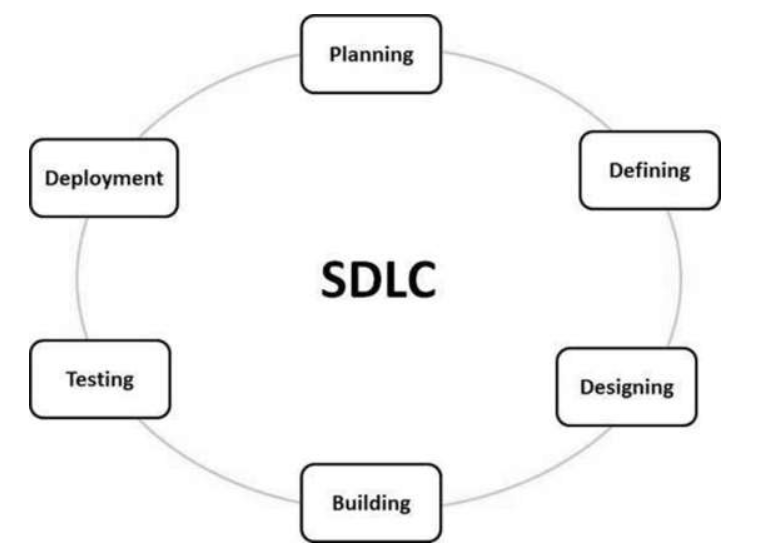 Planning
Defining
Designing
Building
Testing
Deployment
SDLC